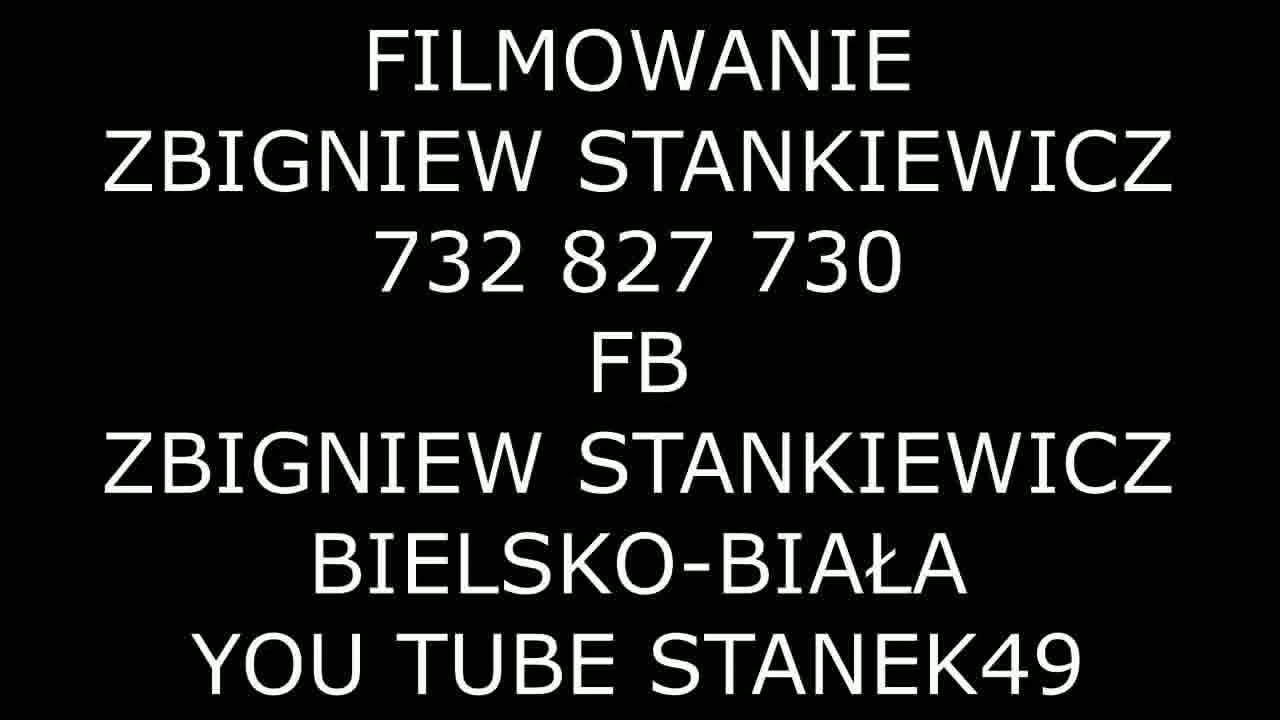 FILMOWANIE
ZBIGNIEW STANKIEWICZ
732 827 730
FB
ZBIGNIEW STANKIEWICZ
BIELSKO-BIAŁA
YOU TUBE STANEK49